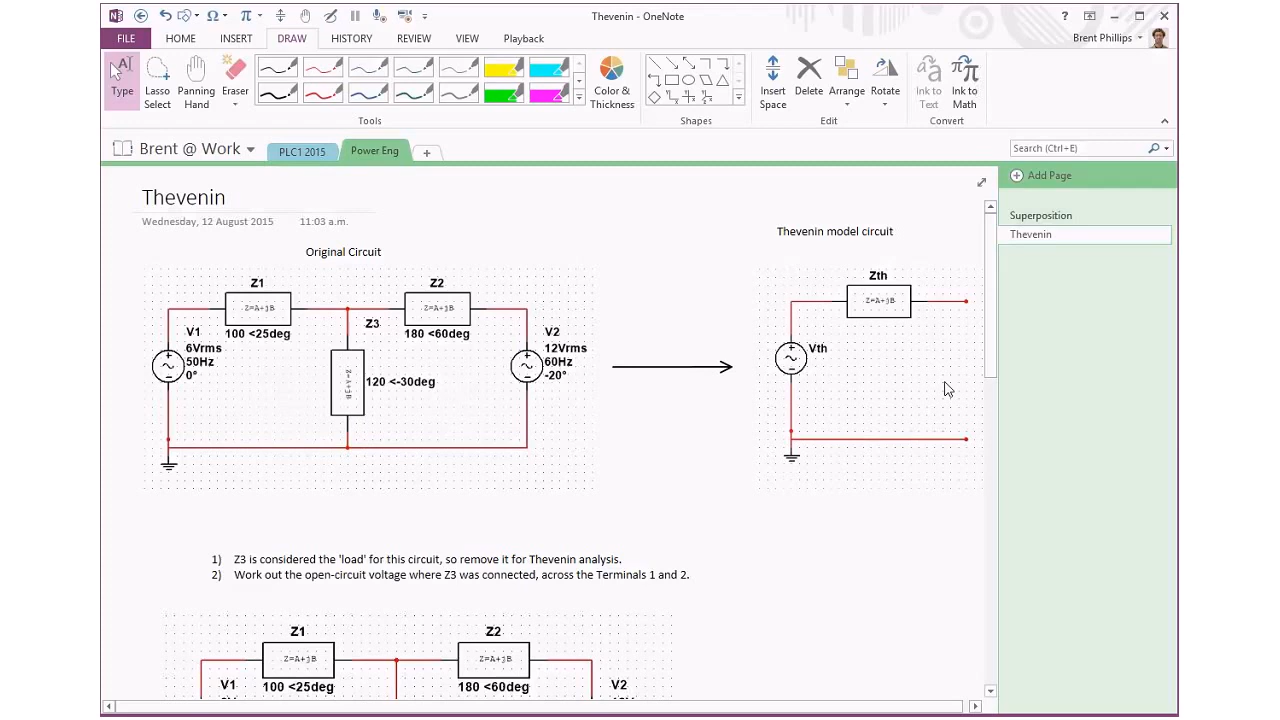 Thevenin - OneNote
FILE HOME INSERT DRAW HISTORY REVIEW VIEW Playback
Brent Phillips
Type
Lasso Select
Panning Hand
Eraser
Color & Thickness
Insert Space
Delete
Arrange
Rotate
Ink to Text
Ink to Math
Tools
Shapes
Edit
Convert
Brent @ Work
PLC1 2015
Power Eng
Search (Ctrl+E)
Add Page
Superposition
Thevenin
Thevenin
Wednesday, 12 August 2015 11:03 a.m.
Original Circuit
Z1
Z=A+jB
100 <25deg
Z2
Z=A+jB
180 <60deg
V1
6Vrms
50Hz
0°
Z3
Z=A+jB
120 <-30deg
V2
12Vrms
60Hz
-20°
Thevenin model circuit
Zth
Z=A+jB
Vth
1) Z3 is considered the 'load' for this circuit, so remove it for Thevenin analysis.
2) Work out the open-circuit voltage where Z3 was connected, across the Terminals 1 and 2.
Z1
Z=A+jB
100 <25deg
Z2
Z=A+jB
180 <60deg
V1
V2